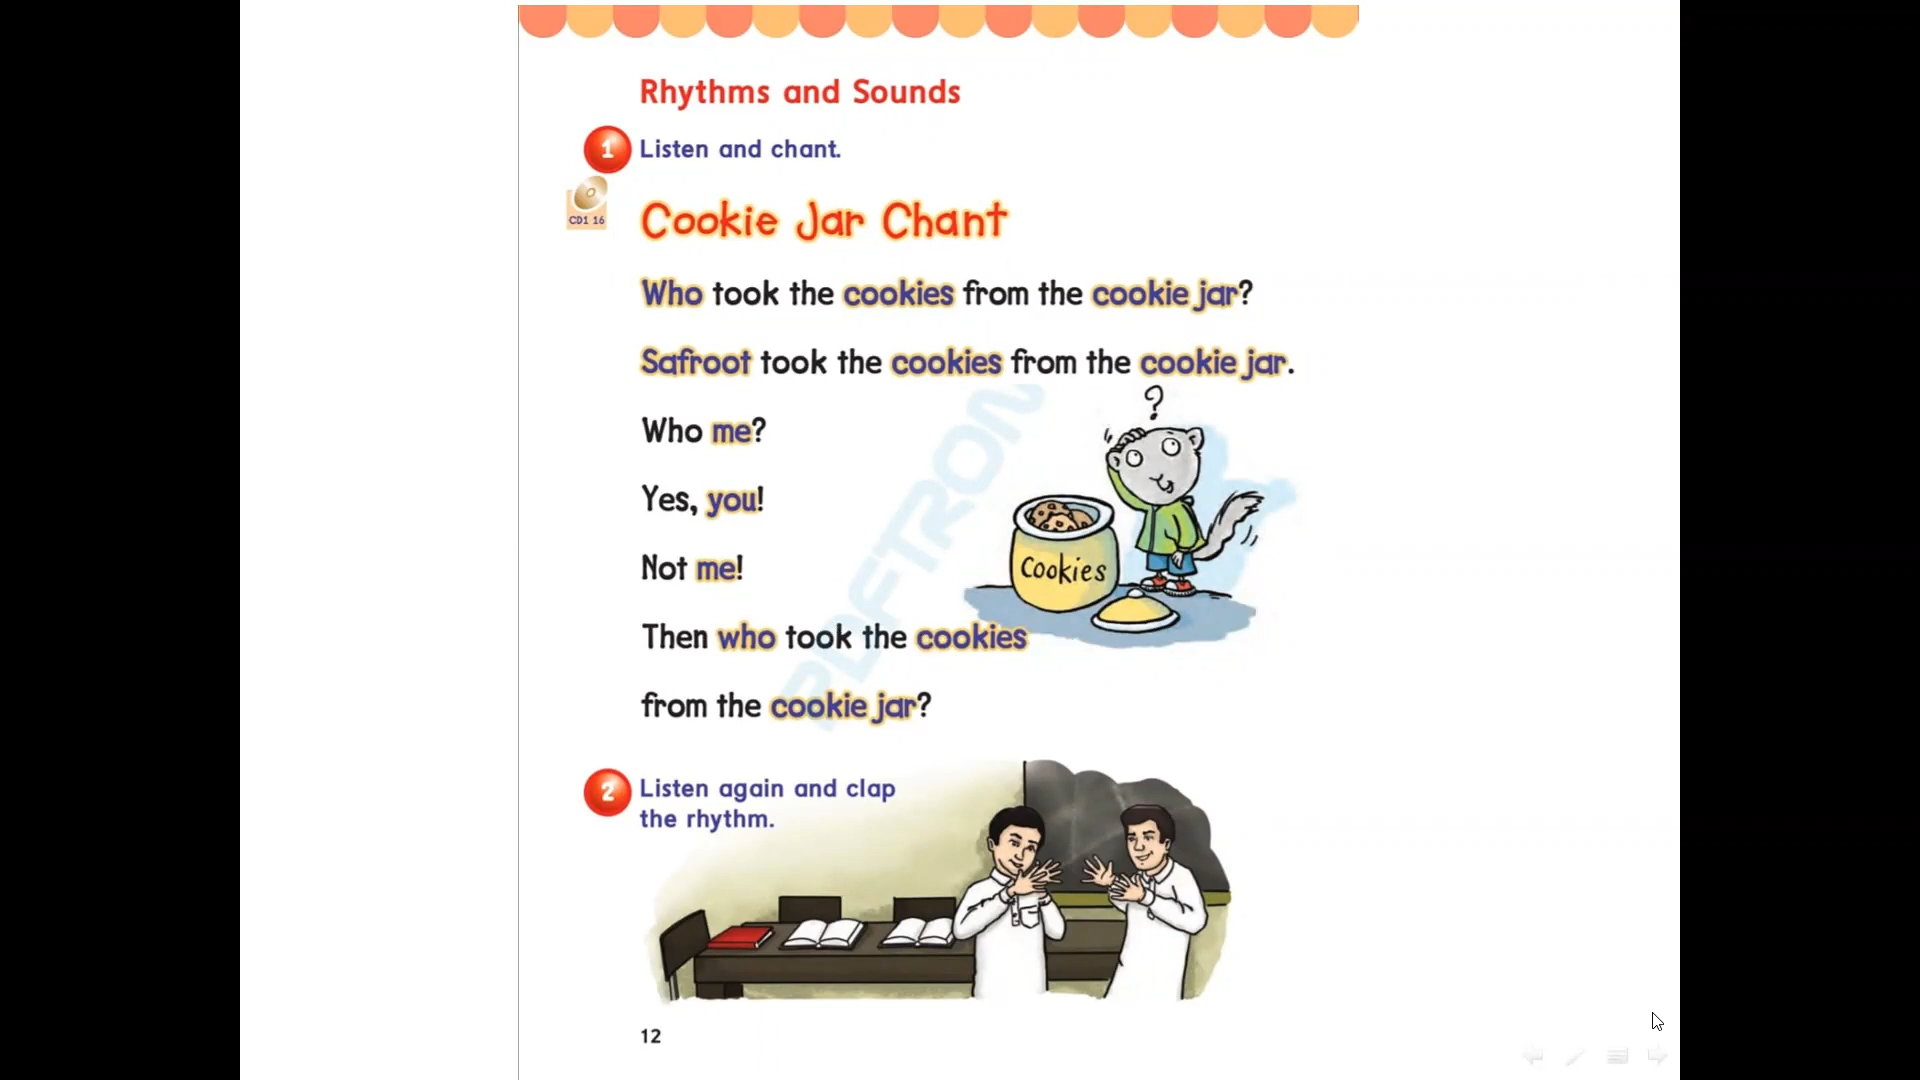 Rhythms and Sounds
1 Listen and chant.
CD1 16
Cookie Jar Chant
Who took the cookies from the cookie jar?
Safroot took the cookies from the cookie jar.
?
Who me?
Yes, you!
Not me!
Cookies
Then who took the cookies
from the cookie jar?
PDFTRON
2 Listen again and clap
the rhythm.
12